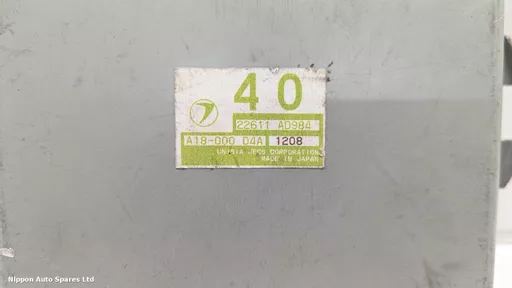 40
22611 AD984
A18-000 D4A 1208
UNISIA JECS CORPORATION
MADE IN JAPAN
Nippon Auto Spares Ltd